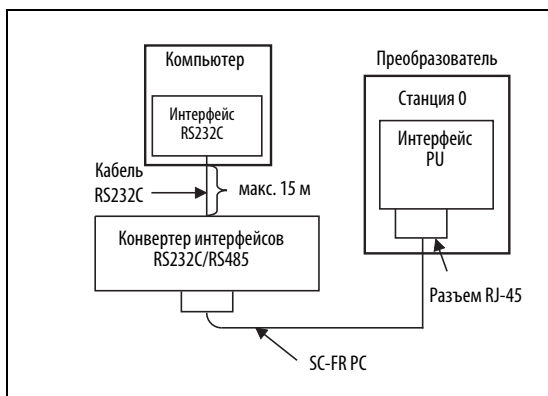 Компьютер
Интерфейс
RS232C
Кабель
RS232C
макс. 15 м
Конвертер интерфейсов
RS232C/RS485
SC-FR PC
Преобразователь
Станция 0
Интерфейс
PU
Разъем RJ-45